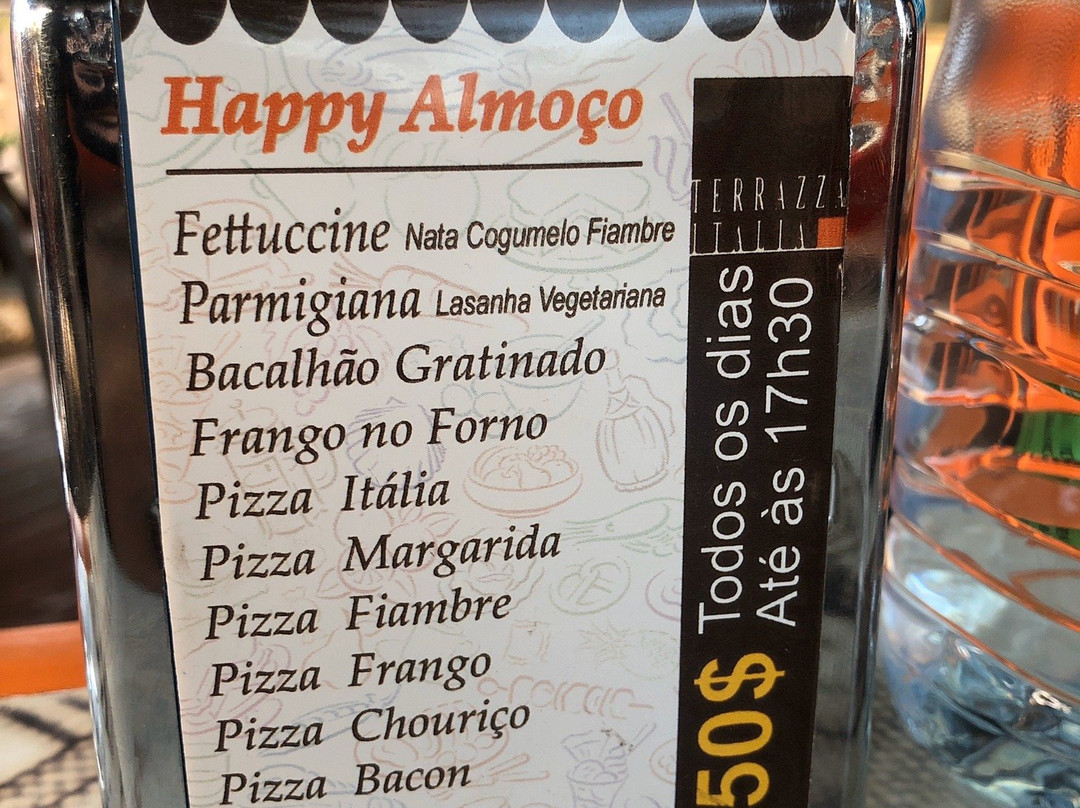 Happy Almoço
Fettuccine Nata Cogumelo Fiambre
Parmigiana Lasanha Vegetariana
Bacalhão Gratinado
Frango no Forno
Pizza Itália
Pizza Margarida
Pizza Fiambre
Pizza Frango
Pizza Chouriço
Pizza Bacon
TERRAZZA
ITALIA
Todos os dias
Até às 17h30
50$